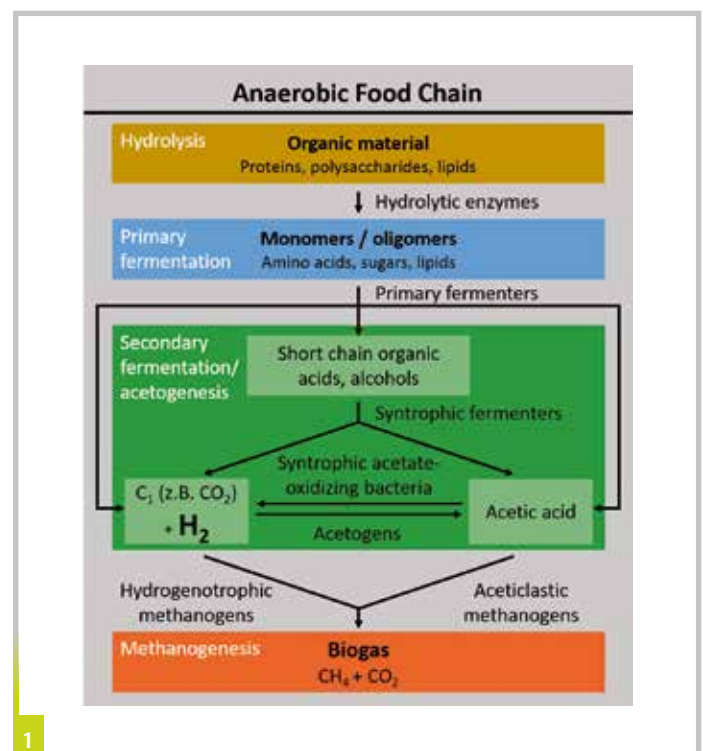 Anaerobic Food Chain
Hydrolysis
Organic material
Proteins, polysaccharides, lipids
Hydrolytic enzymes
Primary
fermentation
Monomers / oligomers
Amino acids, sugars, lipids
Primary fermenters
Secondary
fermentation/
acetogenesis
Short chain organic
acids, alcohols
Syntrophic fermenters
Syntrophic acetate-
oxidizing bacteria
C₁ (z.B. CO₂)
+ H₂
Acetic acid
Acetogens
Hydrogenotrophic
methanogens
Aceticlastic
methanogens
Methanogenesis
Biogas
CH₄ + CO₂
1